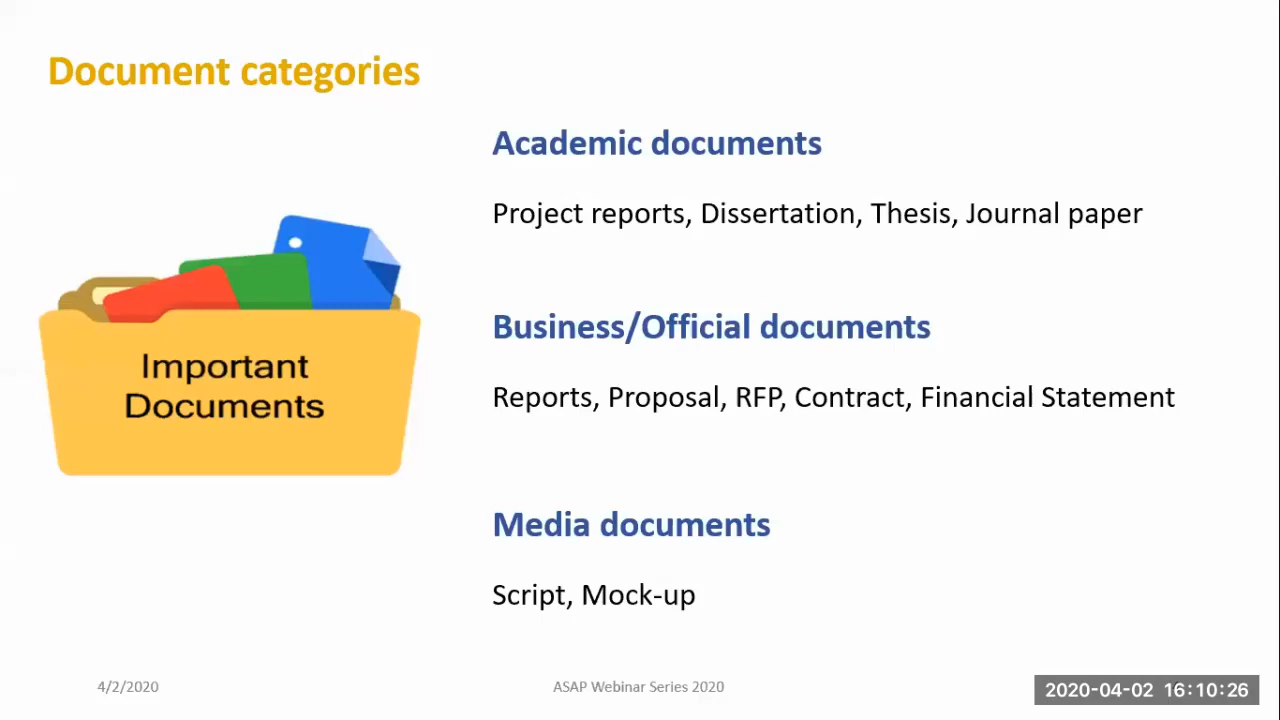 Document categories
Academic documents
Project reports, Dissertation, Thesis, Journal paper
Important
Documents
Business/Official documents
Reports, Proposal, RFP, Contract, Financial Statement
Media documents
Script, Mock-up
4/2/2020
ASAP Webinar Series 2020
2020-04-02 16:10:26